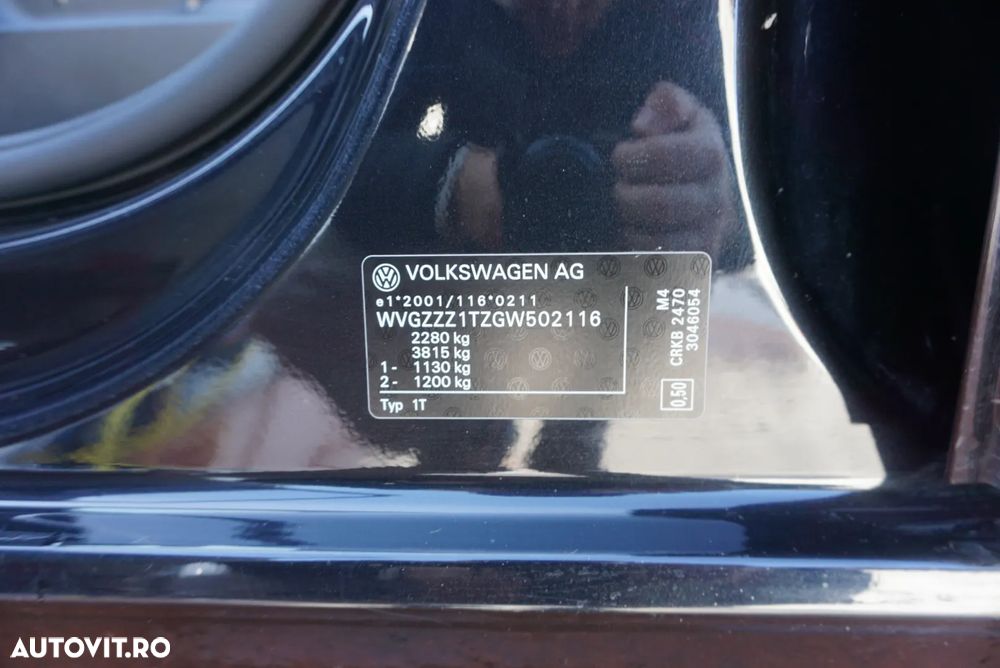 VOLKSWAGEN AG
e1*2001/116*0211
WVGZZZ1TZGW502116
2280 kg
3815 kg
1- 1130 kg
2- 1200 kg
Typ 1T
M4
CRKB 2470
3046054
0,50
AUTOVIT.RO